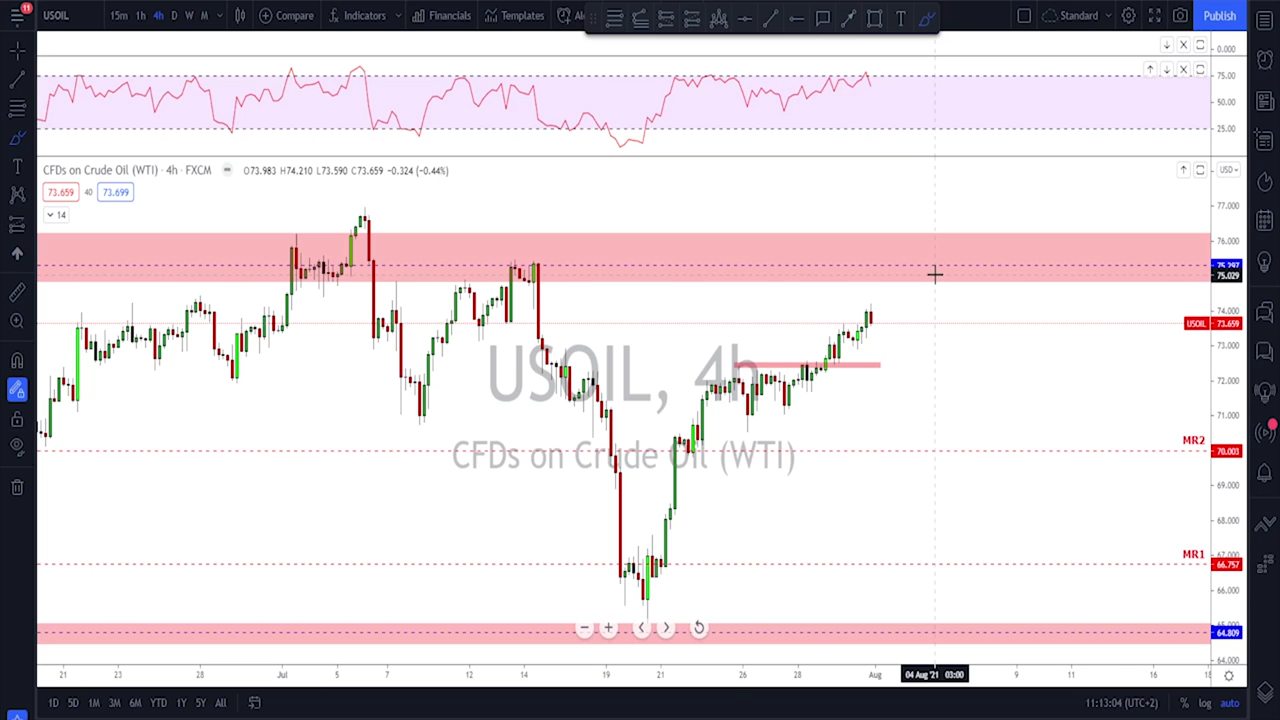 11
USOIL 15m 1h 4h D W M Compare Indicators Financials Templates Al Standard Publish
0.000
75.00
50.00
25.00
CFDs on Crude Oil (WTI) · 4h · FXCM O73.983 H74.210 L73.590 C73.659 -0.324 (-0.44%)
USD
73.659 40 73.699
14
77.000
76.000
75.297
75.029
74.000
USOIL 73.659
73.000
72.000
71.000
USOIL, 4h
CFDs on Crude Oil (WTI)
MR2 70.003
69.000
68.000
67.000
MR1 66.757
66.000
64.809
64.000
21 23 28 Jul 5 7 12 14 19 21 26 28 Aug 04 Aug '21 03:00 9 11 16
1D 5D 1M 3M 6M YTD 1Y 5Y All 11:13:04 (UTC+2) % log auto